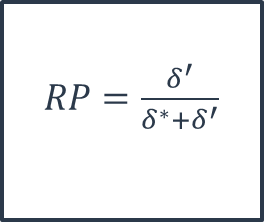 RP = δ′ / (δ*+δ′)